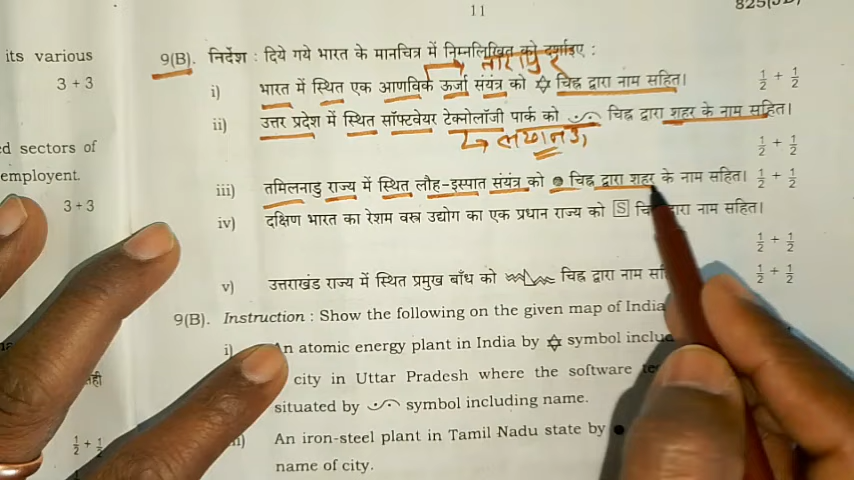 11
825(JD)
its various
3 + 3
ed sectors of
employent.
3 + 3
9(B). निर्देश : दिये गये भारत के मानचित्र में निम्नलिखित को दर्शाइए :
तारापुर
i) भारत में स्थित एक आणविक ऊर्जा संयंत्र को चिह्न द्वारा नाम सहित। ½ + ½
ii) उत्तर प्रदेश में स्थित सॉफ्टवेयर टेक्नोलॉजी पार्क को चिह्न द्वारा शहर के नाम सहित।
लखनऊ ½ + ½
iii) तमिलनाडु राज्य में स्थित लौह-इस्पात संयंत्र को ● चिह्न द्वारा शहर के नाम सहित। ½ + ½
iv) दक्षिण भारत का रेशम वस्त्र उद्योग का एक प्रधान राज्य को S द्वारा नाम सहित।
½ + ½
v) उत्तराखंड राज्य में स्थित प्रमुख बाँध को चिह्न द्वारा नाम ½ + ½
9(B). Instruction : Show the following on the given map of India
i) An atomic energy plant in India by symbol
city in Uttar Pradesh where the software
situated by symbol including name.
An iron-steel plant in Tamil Nadu state by ●
name of city.
½ + ½